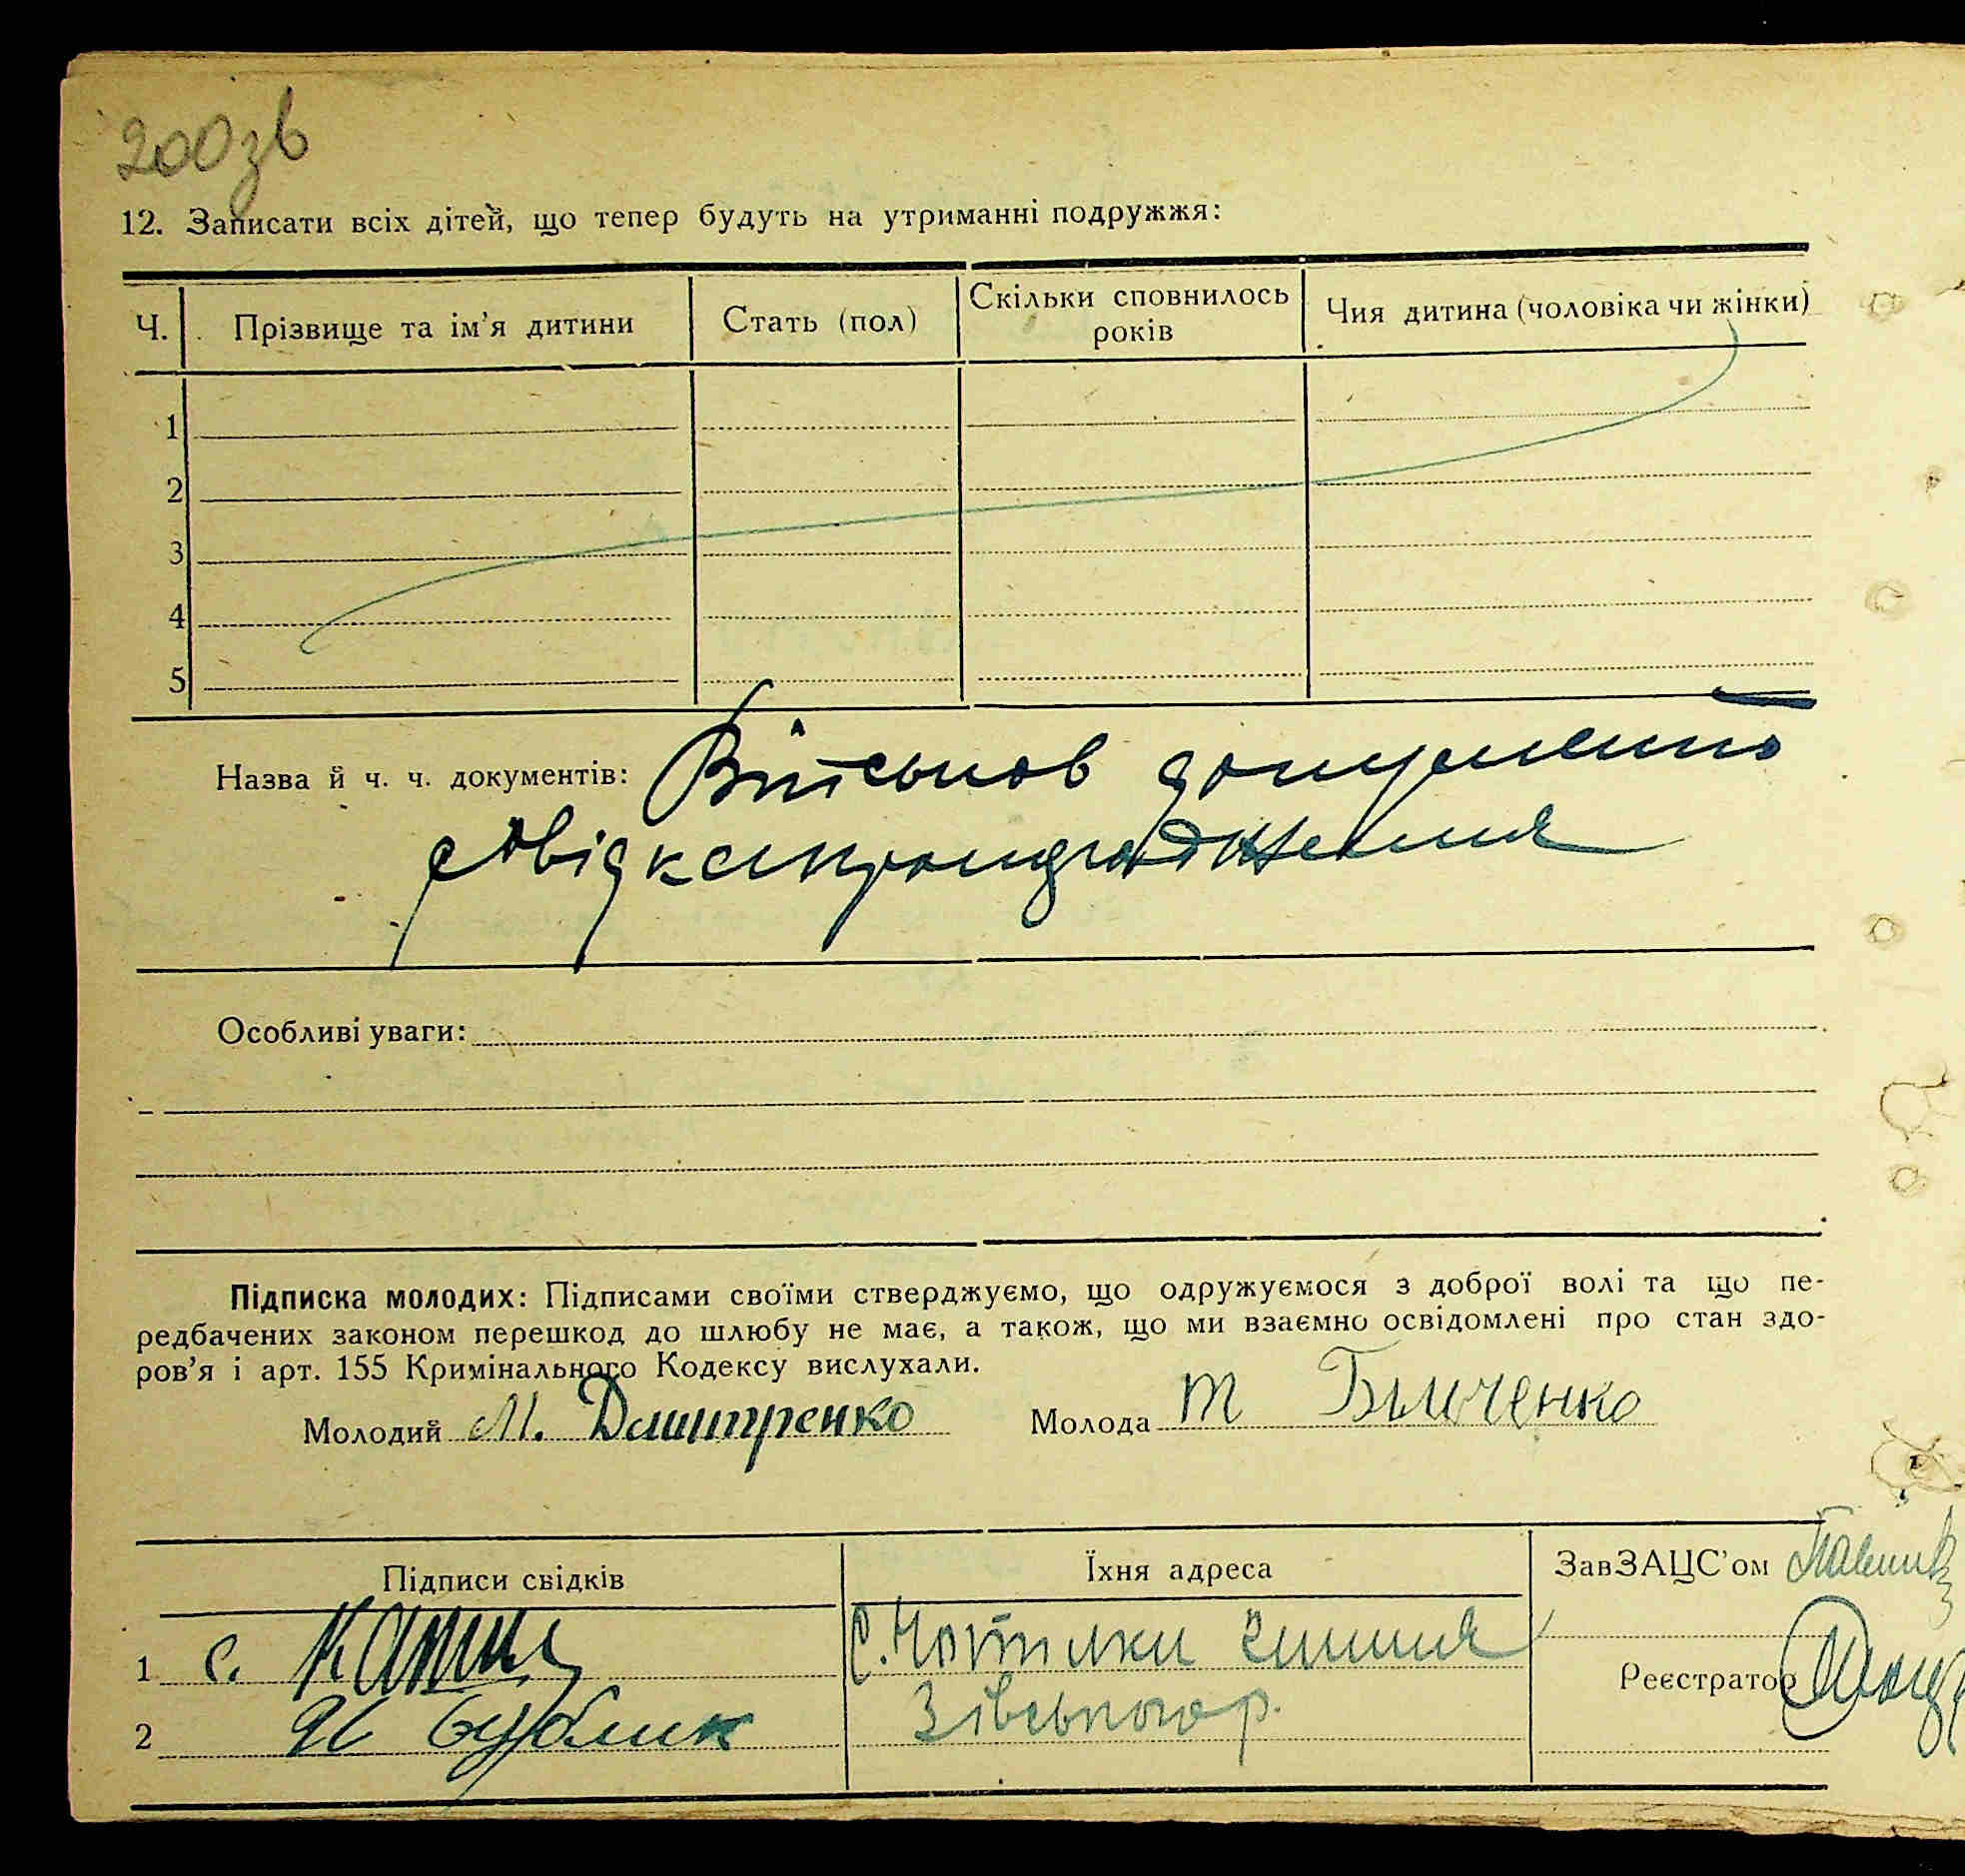 200зв
12. Записати всіх дітей, що тепер будуть на утриманні подружжя:
Ч. Прізвище та ім’я дитини Стать (пол) Скільки сповнилось років Чия дитина (чоловіка чи жінки)
1
2
3
4
5
Назва й ч. ч. документів: Військов документ
Особливі уваги:
Підписка молодих: Підписами своїми стверджуємо, що одружуємося з доброї волі та що пе-
редбачених законом перешкод до шлюбу не має, а також, що ми взаємно освідомлені про стан здо-
ров’я і арт. 155 Кримінального Кодексу вислухали.
Молодий М. Дмитренко Молода Т Більченко
Підписи свідків Їхня адреса ЗавЗАЦС’ом
1 с.
Реєстратор
2 Бублик